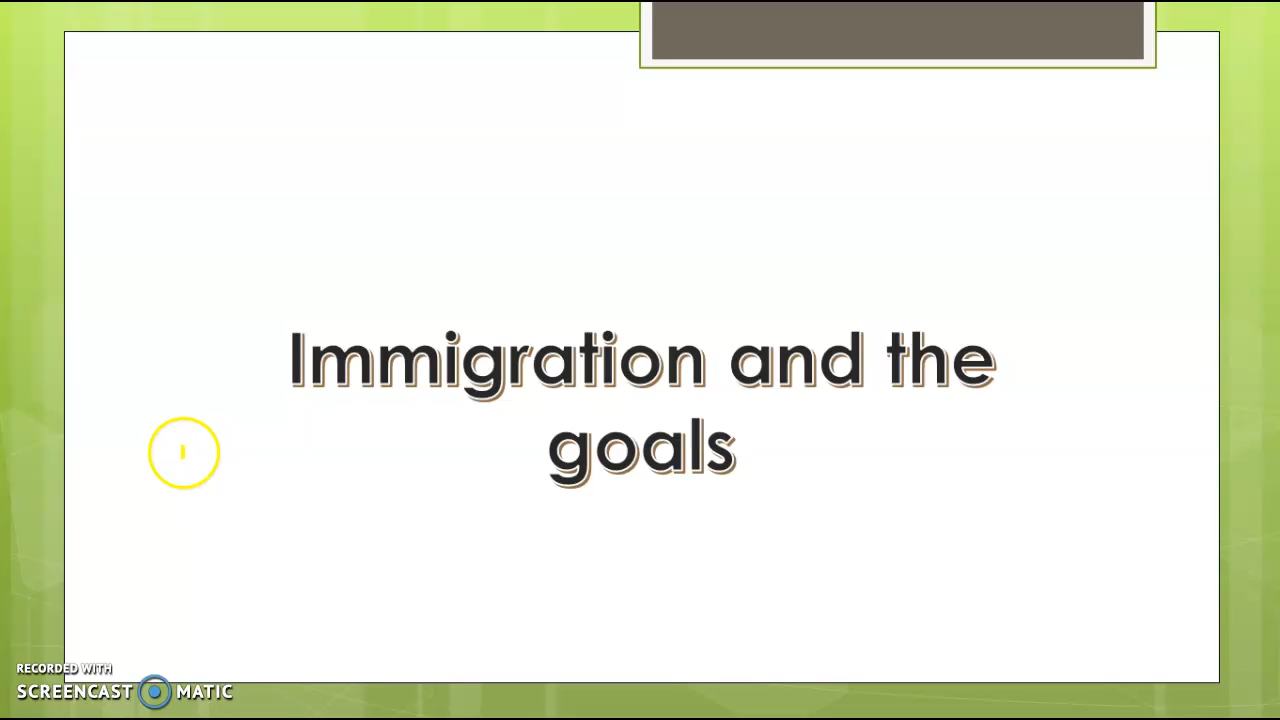 Immigration and the
goals
RECORDED WITH
SCREENCAST MATIC